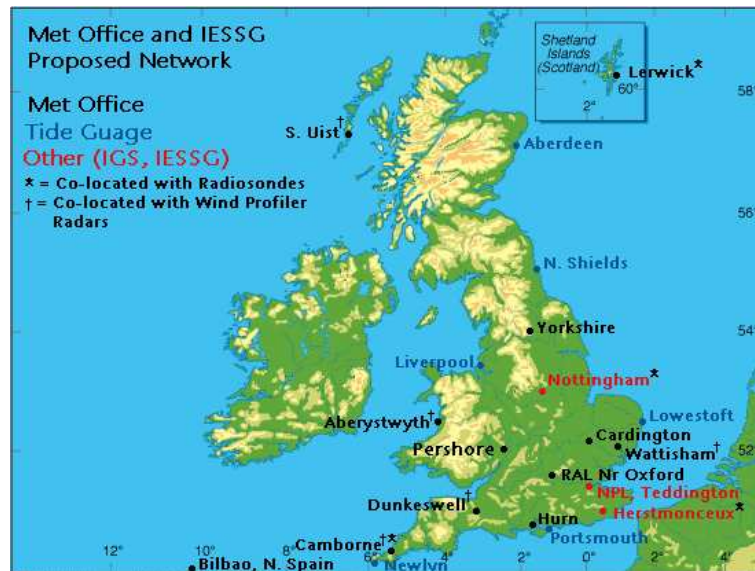 Met Office and IESSG
Proposed Network
Met Office
Tide Guage
Other (IGS, IESSG)
* = Co-located with Radiosondes
† = Co-located with Wind Profiler
Radars
Shetland
Islands
(Scotland)
Lerwick*
60°
2°
58°
S. Uist†
Aberdeen
56°
N. Shields
Yorkshire
54°
Liverpool
Nottingham*
Aberystwyth†
Lowestoft
Cardington
Pershore
Wattisham†
52°
RAL Nr Oxford
NPL, Teddington
Dunkeswell†
Herstmonceux*
Hurn
Portsmouth
Camborne†*
Newlyn
Bilbao, N. Spain
10°
8°
6°
4°
2°
0°
2°
4°